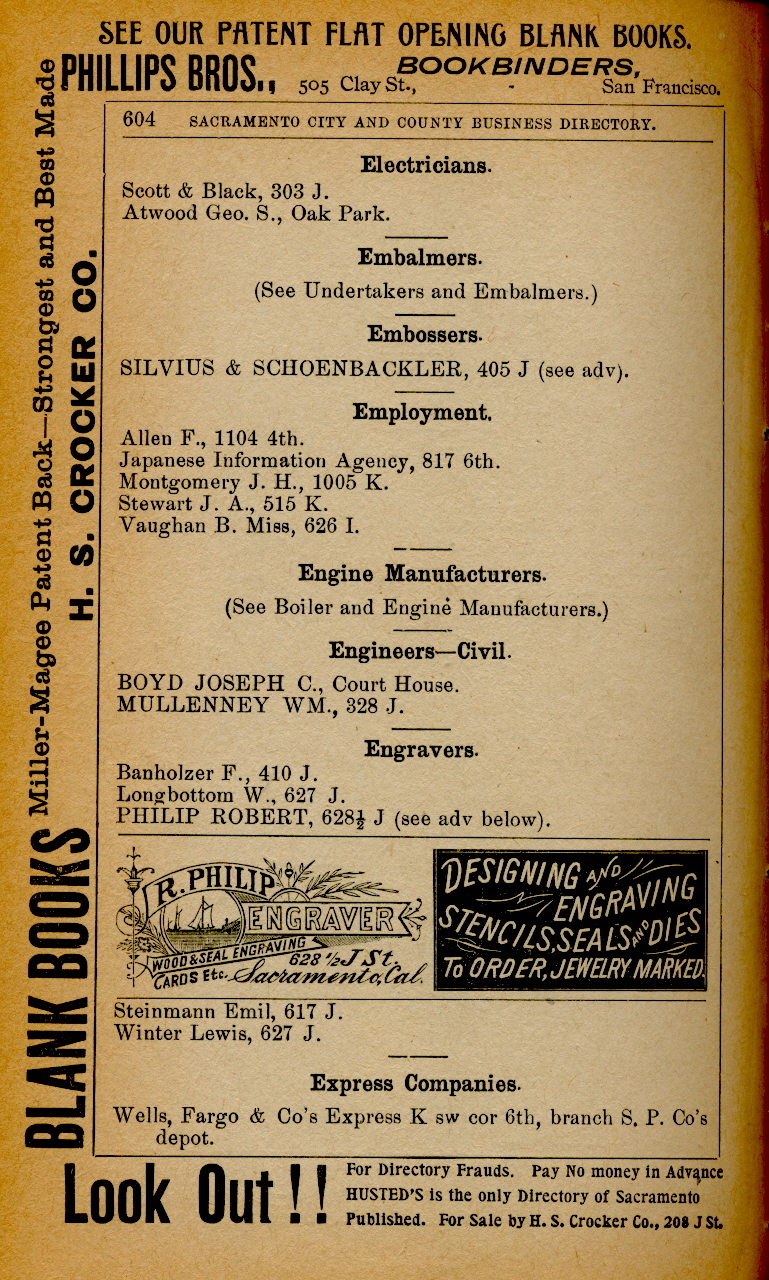 SEE OUR PATENT FLAT OPENING BLANK BOOKS.
PHILLIPS BROS., 505 Clay St., BOOKBINDERS, San Francisco.
BLANK BOOKS Miller-Magee Patent Back—Strongest and Best Made
H. S. CROCKER CO.
604 SACRAMENTO CITY AND COUNTY BUSINESS DIRECTORY.
Electricians.
Scott & Black, 303 J.
Atwood Geo. S., Oak Park.
Embalmers.
(See Undertakers and Embalmers.)
Embossers.
SILVIUS & SCHOENBACKLER, 405 J (see adv).
Employment.
Allen F., 1104 4th.
Japanese Information Agency, 817 6th.
Montgomery J. H., 1005 K.
Stewart J. A., 515 K.
Vaughan B. Miss, 626 I.
Engine Manufacturers.
(See Boiler and Engine Manufacturers.)
Engineers—Civil.
BOYD JOSEPH C., Court House.
MULLENNEY WM., 328 J.
Engravers.
Banholzer F., 410 J.
Longbottom W., 627 J.
PHILIP ROBERT, 628½ J (see adv below).
R. PHILIP
ENGRAVER
WOOD & SEAL ENGRAVING
CARDS Etc.
628 1/2 J St.
Sacramento, Cal.
DESIGNING AND
ENGRAVING
STENCILS, SEALS AND DIES
TO ORDER, JEWELRY MARKED.
Steinmann Emil, 617 J.
Winter Lewis, 627 J.
Express Companies.
Wells, Fargo & Co's Express K sw cor 6th, branch S. P. Co's
depot.
Look Out!!
For Directory Frauds. Pay No money in Advance
HUSTED'S is the only Directory of Sacramento
Published. For Sale by H. S. Crocker Co., 208 J St.